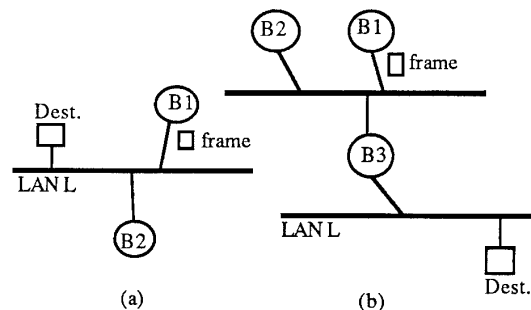 B2
B1
frame
B3
LAN L
Dest.
(b)
Dest.
B1
frame
LAN L
B2
(a)